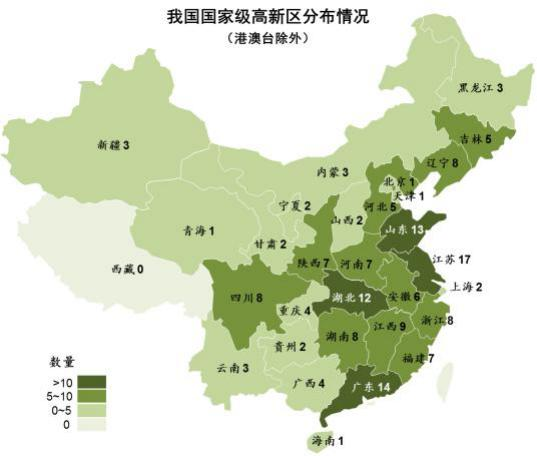 我国国家级高新区分布情况
（港澳台除外）
黑龙江 3
吉林 5
辽宁 8
新疆 3
内蒙 3
北京 1
天津 1
宁夏 2
河北 5
山西 2
青海 1
山东 13
甘肃 2
陕西 7
河南 7
江苏 17
西藏 0
上海 2
四川 8
湖北 12
安徽 6
重庆 4
浙江 8
江西 9
湖南 8
贵州 2
福建 7
云南 3
广西 4
广东 14
海南 1
数量
>10
5~10
0~5
0